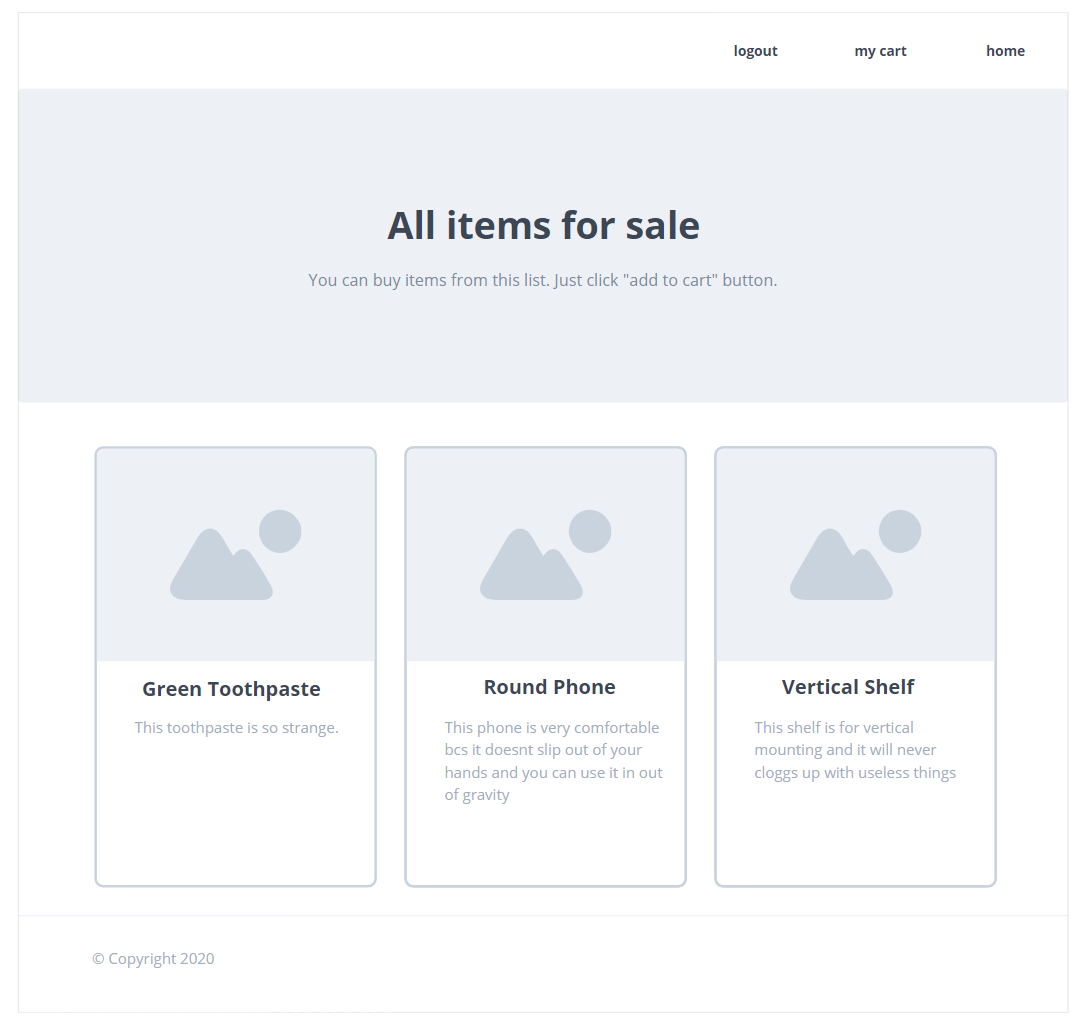 logout my cart home
All items for sale
You can buy items from this list. Just click "add to cart" button.
Green Toothpaste
This toothpaste is so strange.
Round Phone
This phone is very comfortable
bcs it doesnt slip out of your
hands and you can use it in out
of gravity
Vertical Shelf
This shelf is for vertical
mounting and it will never
cloggs up with useless things
© Copyright 2020